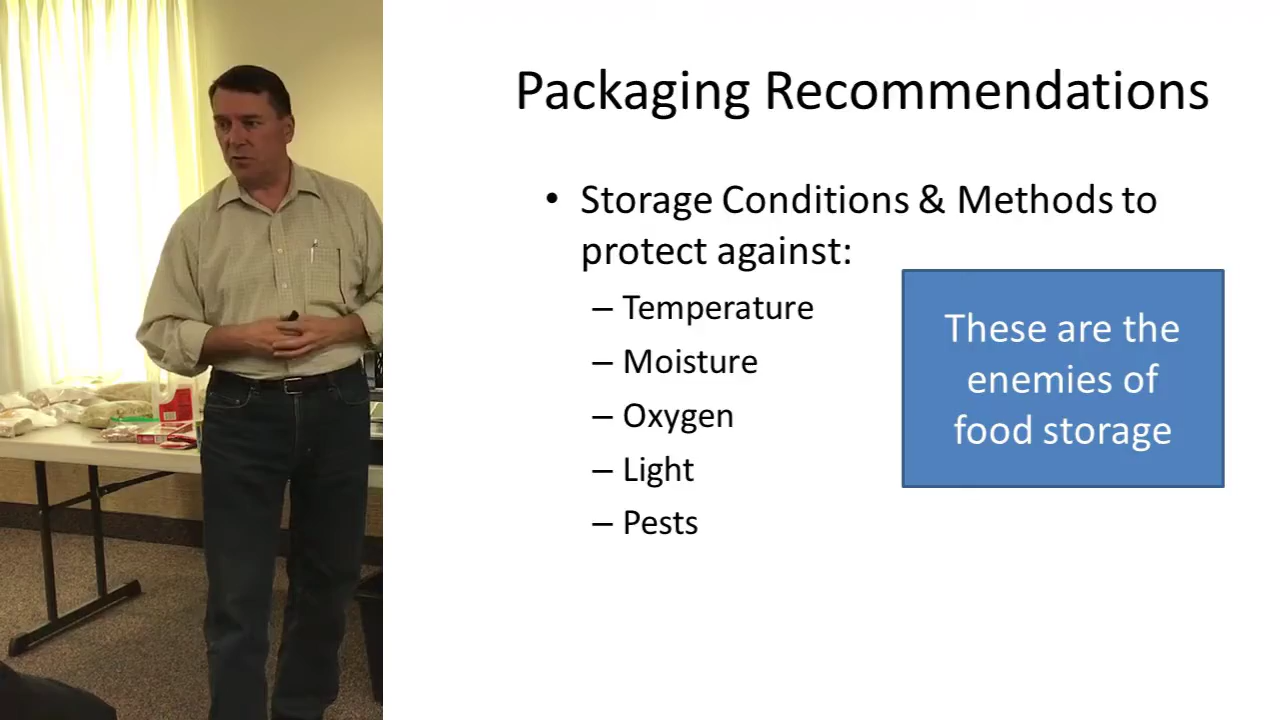 Packaging Recommendations
• Storage Conditions & Methods to
protect against:
– Temperature
– Moisture
– Oxygen
– Light
– Pests
These are the
enemies of
food storage